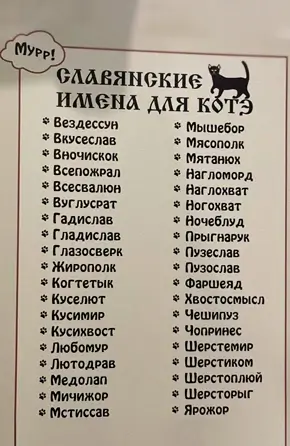 Мурр!
СЛАВЯНСКИЕ
ИМЕНА ДЛЯ КОТЭ
Вездессун
Вкуссеслав
Вночискок
Всепожрал
Всесвалюн
Вуглусрат
Гадислав
Гладислав
Глазосверк
Жирополк
Когтетык
Куселют
Кусимир
Кусихвост
Любомур
Лютодрав
Медолап
Мичижор
Мстиссав
Мышебор
Мясополк
Мятанюх
Нагломорд
Наглохват
Ногохват
Ночеблуд
Прыгнарук
Пузеслав
Пузослав
Фаршеяд
Хвостосмысл
Чешипуз
Чопринес
Шерстемир
Шерстиком
Шерстоплюй
Шерсторыг
Ярожор